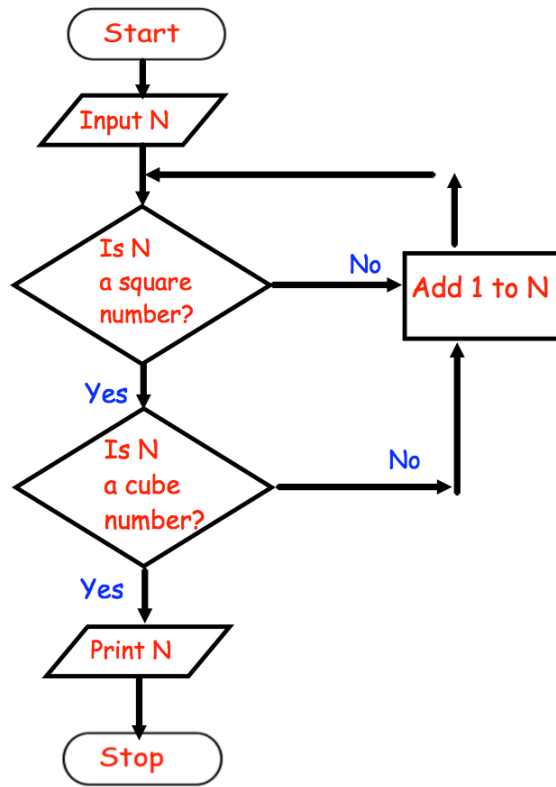 Start
Input N
Is N
a square
number?
No
Add 1 to N
Yes
Is N
a cube
number?
No
Yes
Print N
Stop